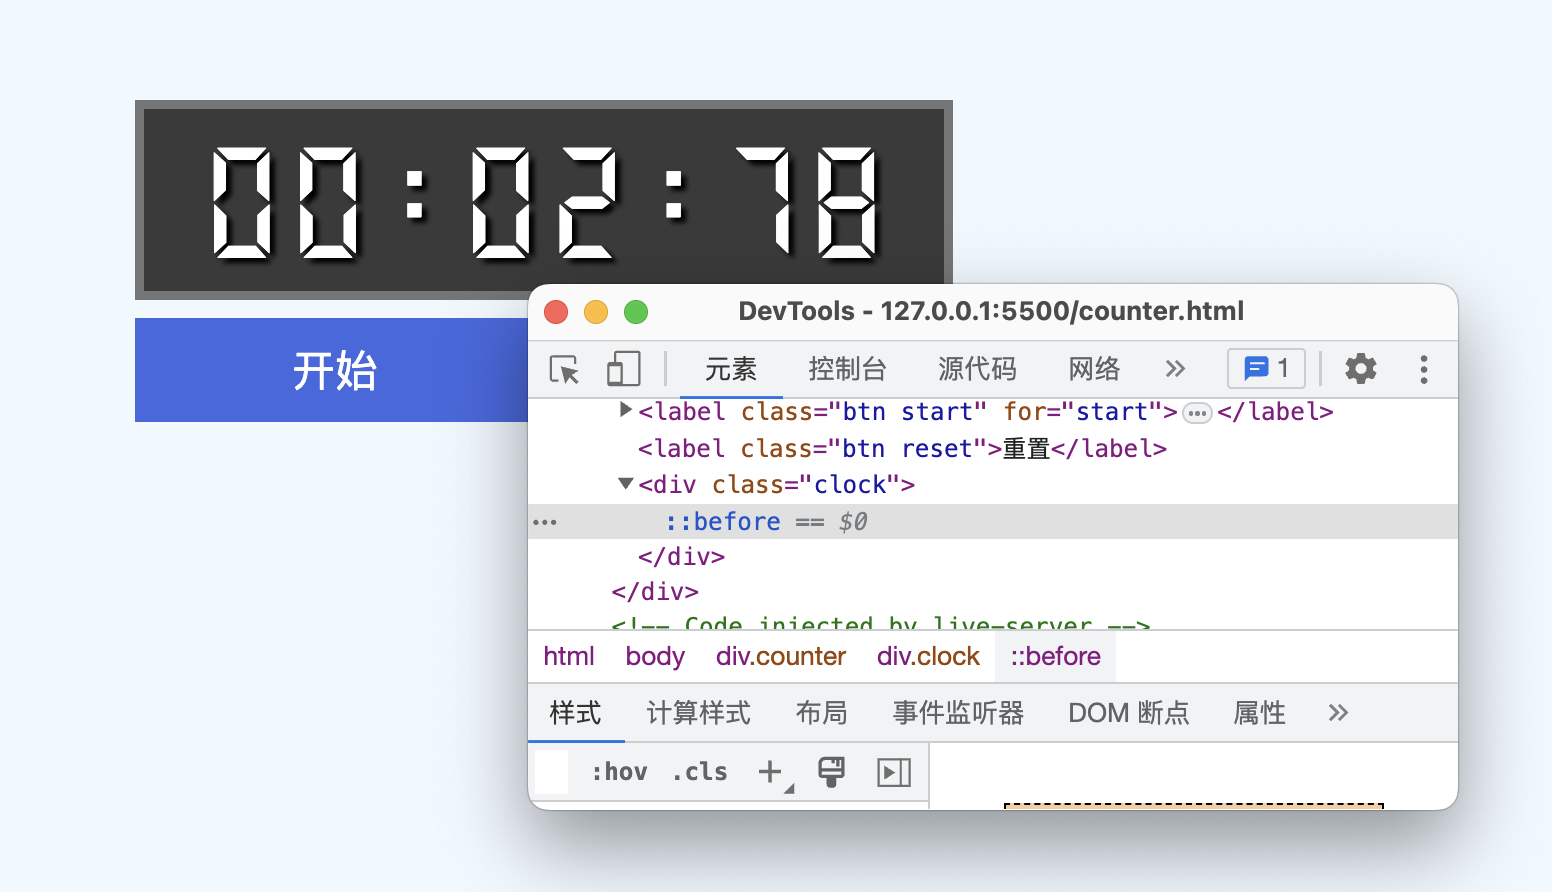 00:02:78
开始
DevTools - 127.0.0.1:5500/counter.html
元素 控制台 源代码 网络 » 1
<label class="btn start" for="start">…</label>
<label class="btn reset">重置</label>
<div class="clock">
::before == $0
</div>
</div>
<!-- Code injected by live-server -->
html body div.counter div.clock ::before
样式 计算样式 布局 事件监听器 DOM 断点 属性 »
:hov .cls +